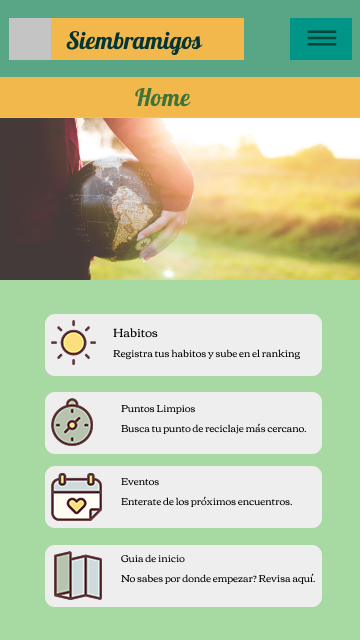 Siembramigos
Home
Habitos
Registra tus habitos y sube en el ranking
Puntos Limpios
Busca tu punto de reciclaje más cercano.
Eventos
Enterate de los próximos encuentros.
Guia de inicio
No sabes por donde empezar? Revisa aquí.